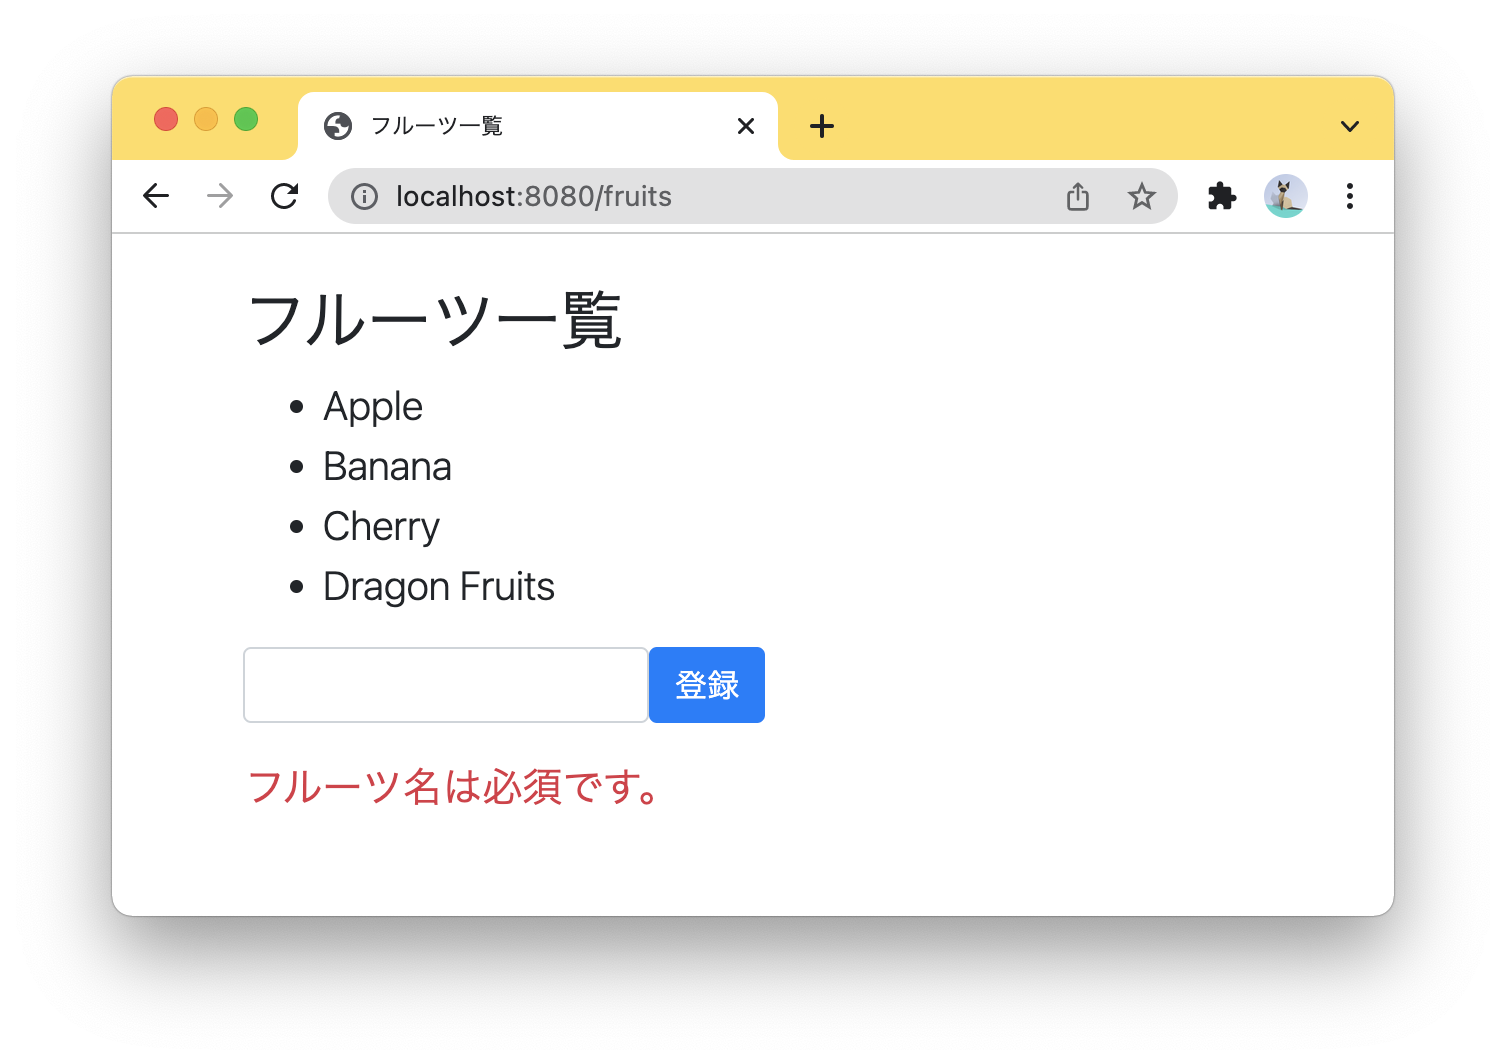 フルーツ一覧
localhost:8080/fruits
フルーツ一覧
Apple
Banana
Cherry
Dragon Fruits
登録
フルーツ名は必須です。